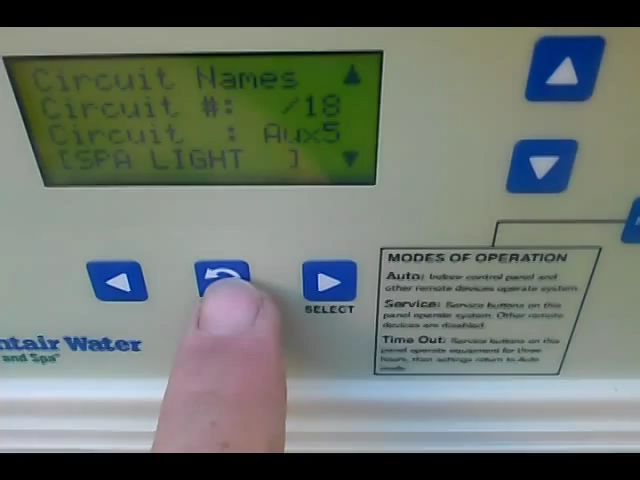 Circuit Names
Circuit #: /18
Circuit : Aux5
[SPA LIGHT ]
SELECT
MODES OF OPERATION
Auto: Indoor control panel and
other remote devices operate system
Service: Service buttons on this
panel operate system. Other remote
devices are disabled.
Time Out: Service buttons on this
panel operate equipment for three
hours, then settings return to Auto
mode.
ntair Water
and Spa®